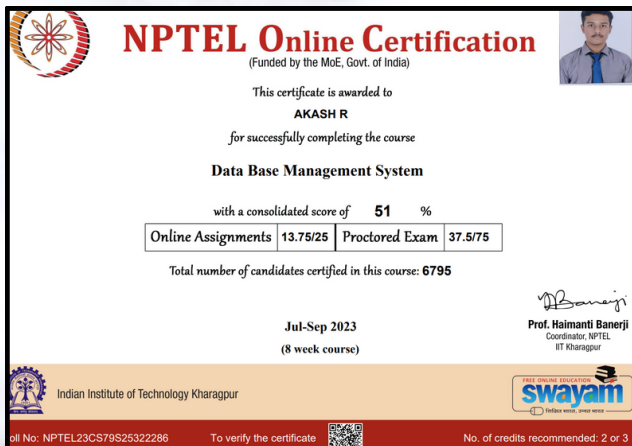 NPTEL Online Certification
(Funded by the MoE, Govt. of India)
This certificate is awarded to
AKASH R
for successfully completing the course
Data Base Management System
with a consolidated score of 51 %
Online Assignments 13.75/25 Proctored Exam 37.5/75
Total number of candidates certified in this course: 6795
Jul-Sep 2023
(8 week course)
Prof. Haimanti Banerji
Coordinator, NPTEL
IIT Kharagpur
Indian Institute of Technology Kharagpur
FREE ONLINE EDUCATION
swayam
शिक्षित भारत, उन्नत भारत
oll No: NPTEL23CS79S25322286 To verify the certificate No. of credits recommended: 2 or 3